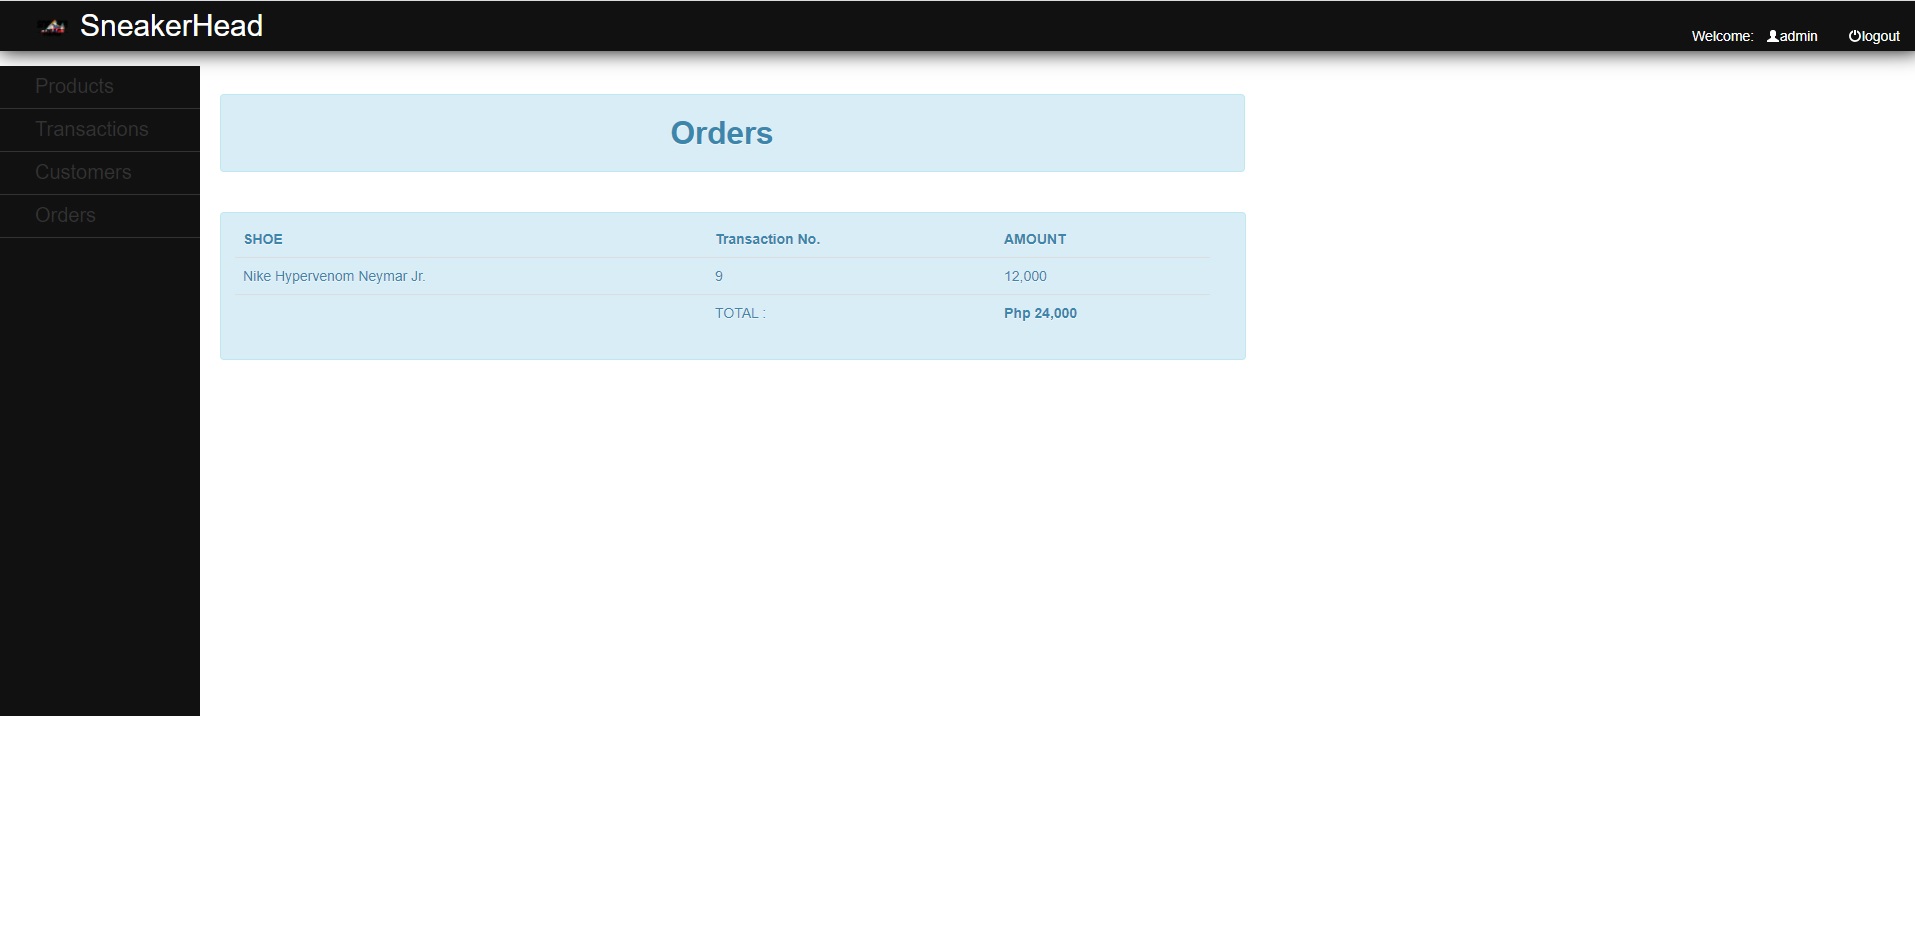 SneakerHead
Welcome: admin logout
Products
Transactions
Customers
Orders
Orders
SHOE Transaction No. AMOUNT
Nike Hypervenom Neymar Jr. 9 12,000
TOTAL : Php 24,000